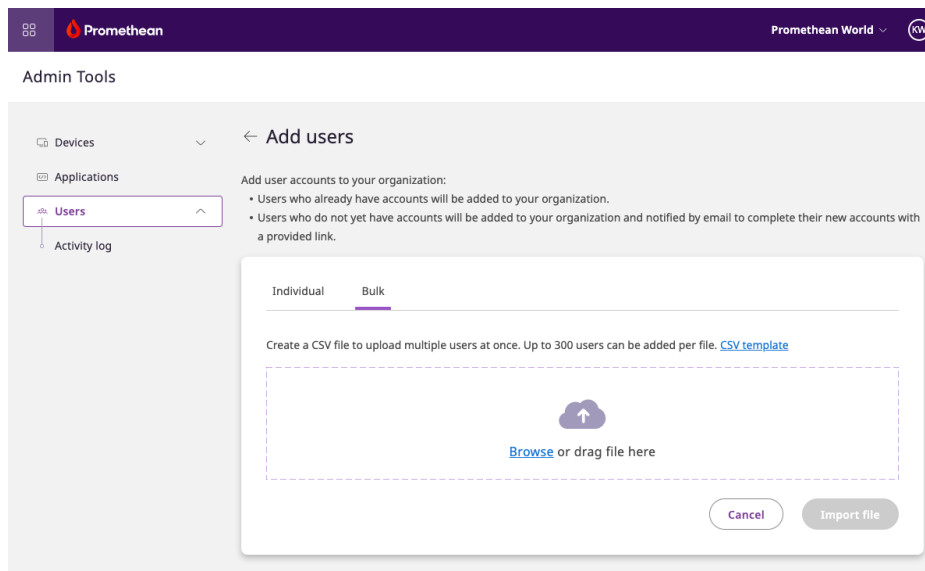 Promethean
Promethean World
KW
Admin Tools
Devices
Applications
Users
Activity log
← Add users
Add user accounts to your organization:
• Users who already have accounts will be added to your organization.
• Users who do not yet have accounts will be added to your organization and notified by email to complete their new accounts with
a provided link.
Individual Bulk
Create a CSV file to upload multiple users at once. Up to 300 users can be added per file. CSV template
Browse or drag file here
Cancel Import file